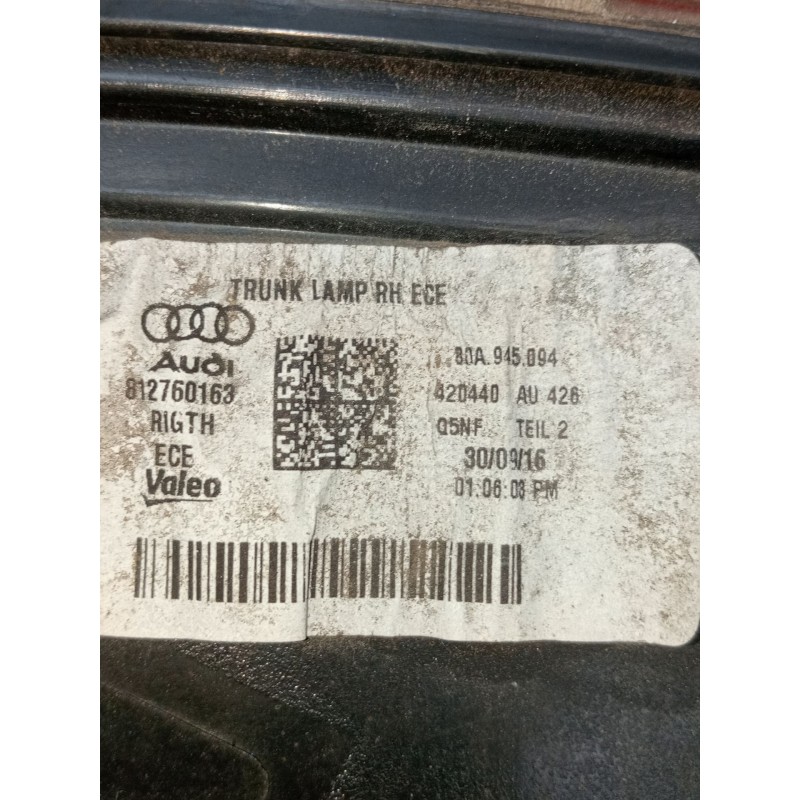 TRUNK LAMP RH ECE
Audi
812760163
RIGTH
ECE
Valeo
80A.945.094
420440 AU 426
Q5NF TEIL 2
30/09/16
01:06:08 PM